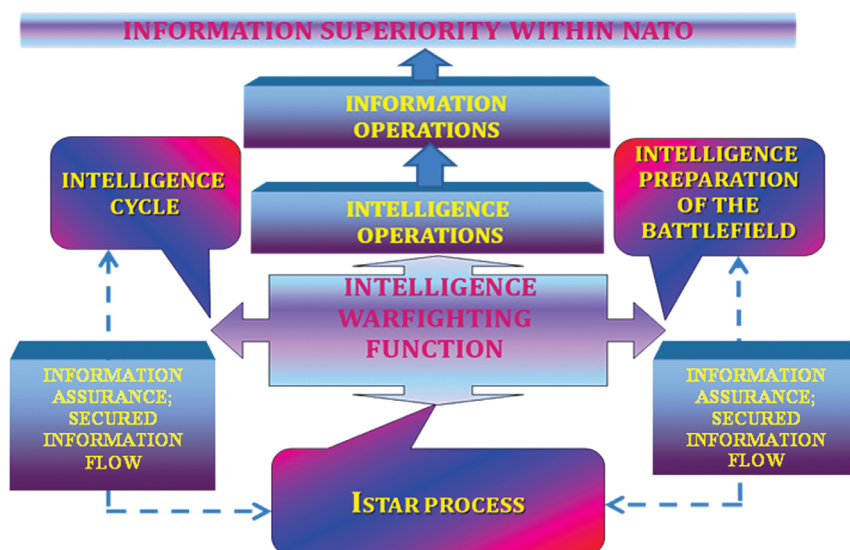 INFORMATION SUPERIORITY WITHIN NATO
INFORMATION
OPERATIONS
INTELLIGENCE
CYCLE
INTELLIGENCE
PREPARATION
OF THE
BATTLEFIELD
INTELLIGENCE
OPERATIONS
INTELLIGENCE
WARFIGHTING
FUNCTION
INFORMATION
ASSURANCE;
SECURED
INFORMATION
FLOW
INFORMATION
ASSURANCE;
SECURED
INFORMATION
FLOW
ISTAR PROCESS